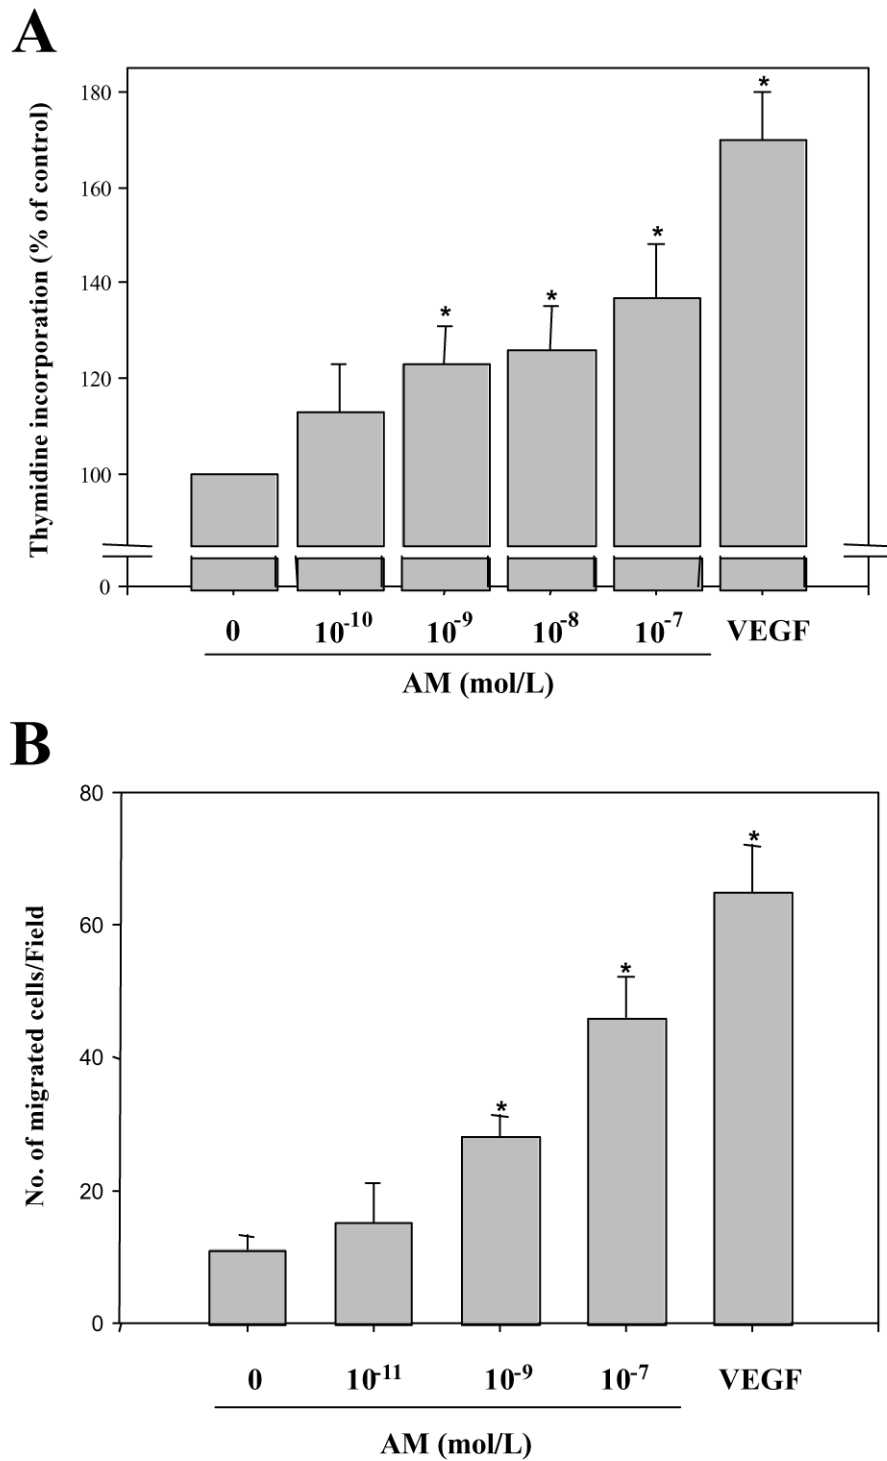 A
Thymidine incorporation (% of control)
180
*
160
*
140
*
*
120
100
0
0 10-10 10-9 10-8 10-7 VEGF
AM (mol/L)
B
No. of migrated cells/Field
80
*
60
*
40
*
20
0
0 10-11 10-9 10-7 VEGF
AM (mol/L)